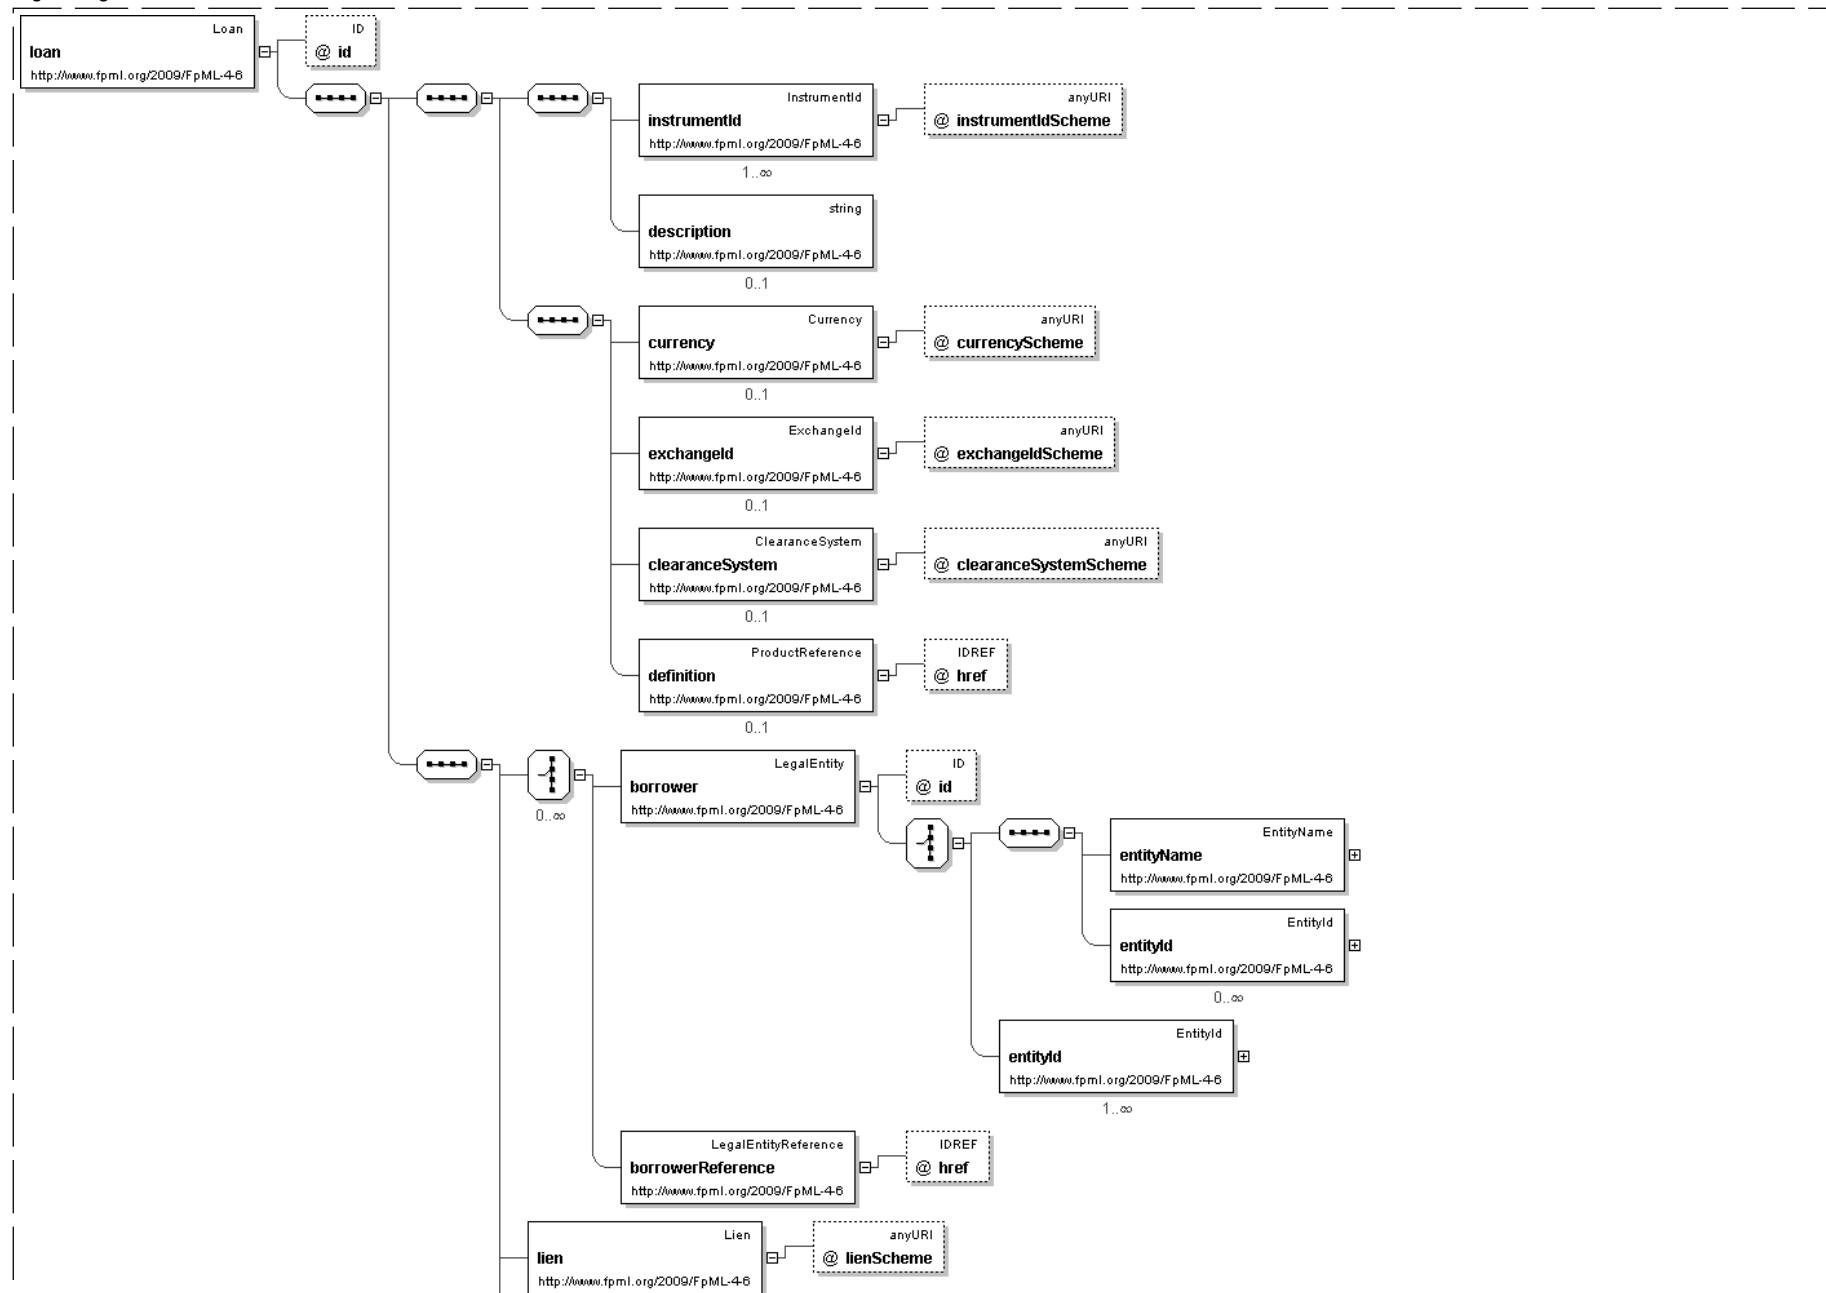 Loan
loan
http://www.fpml.org/2009/FpML-4-6
ID
@ id
InstrumentId
instrumentId
http://www.fpml.org/2009/FpML-4-6
1..∞
anyURI
@ instrumentIdScheme
string
description
http://www.fpml.org/2009/FpML-4-6
0..1
Currency
currency
http://www.fpml.org/2009/FpML-4-6
0..1
anyURI
@ currencyScheme
ExchangeId
exchangeId
http://www.fpml.org/2009/FpML-4-6
0..1
anyURI
@ exchangeIdScheme
ClearanceSystem
clearanceSystem
http://www.fpml.org/2009/FpML-4-6
0..1
anyURI
@ clearanceSystemScheme
ProductReference
definition
http://www.fpml.org/2009/FpML-4-6
0..1
IDREF
@ href
0..∞
LegalEntity
borrower
http://www.fpml.org/2009/FpML-4-6
ID
@ id
EntityName
entityName
http://www.fpml.org/2009/FpML-4-6
EntityId
entityId
http://www.fpml.org/2009/FpML-4-6
0..∞
EntityId
entityId
http://www.fpml.org/2009/FpML-4-6
1..∞
LegalEntityReference
borrowerReference
http://www.fpml.org/2009/FpML-4-6
IDREF
@ href
Lien
lien
http://www.fpml.org/2009/FpML-4-6
anyURI
@ lienScheme